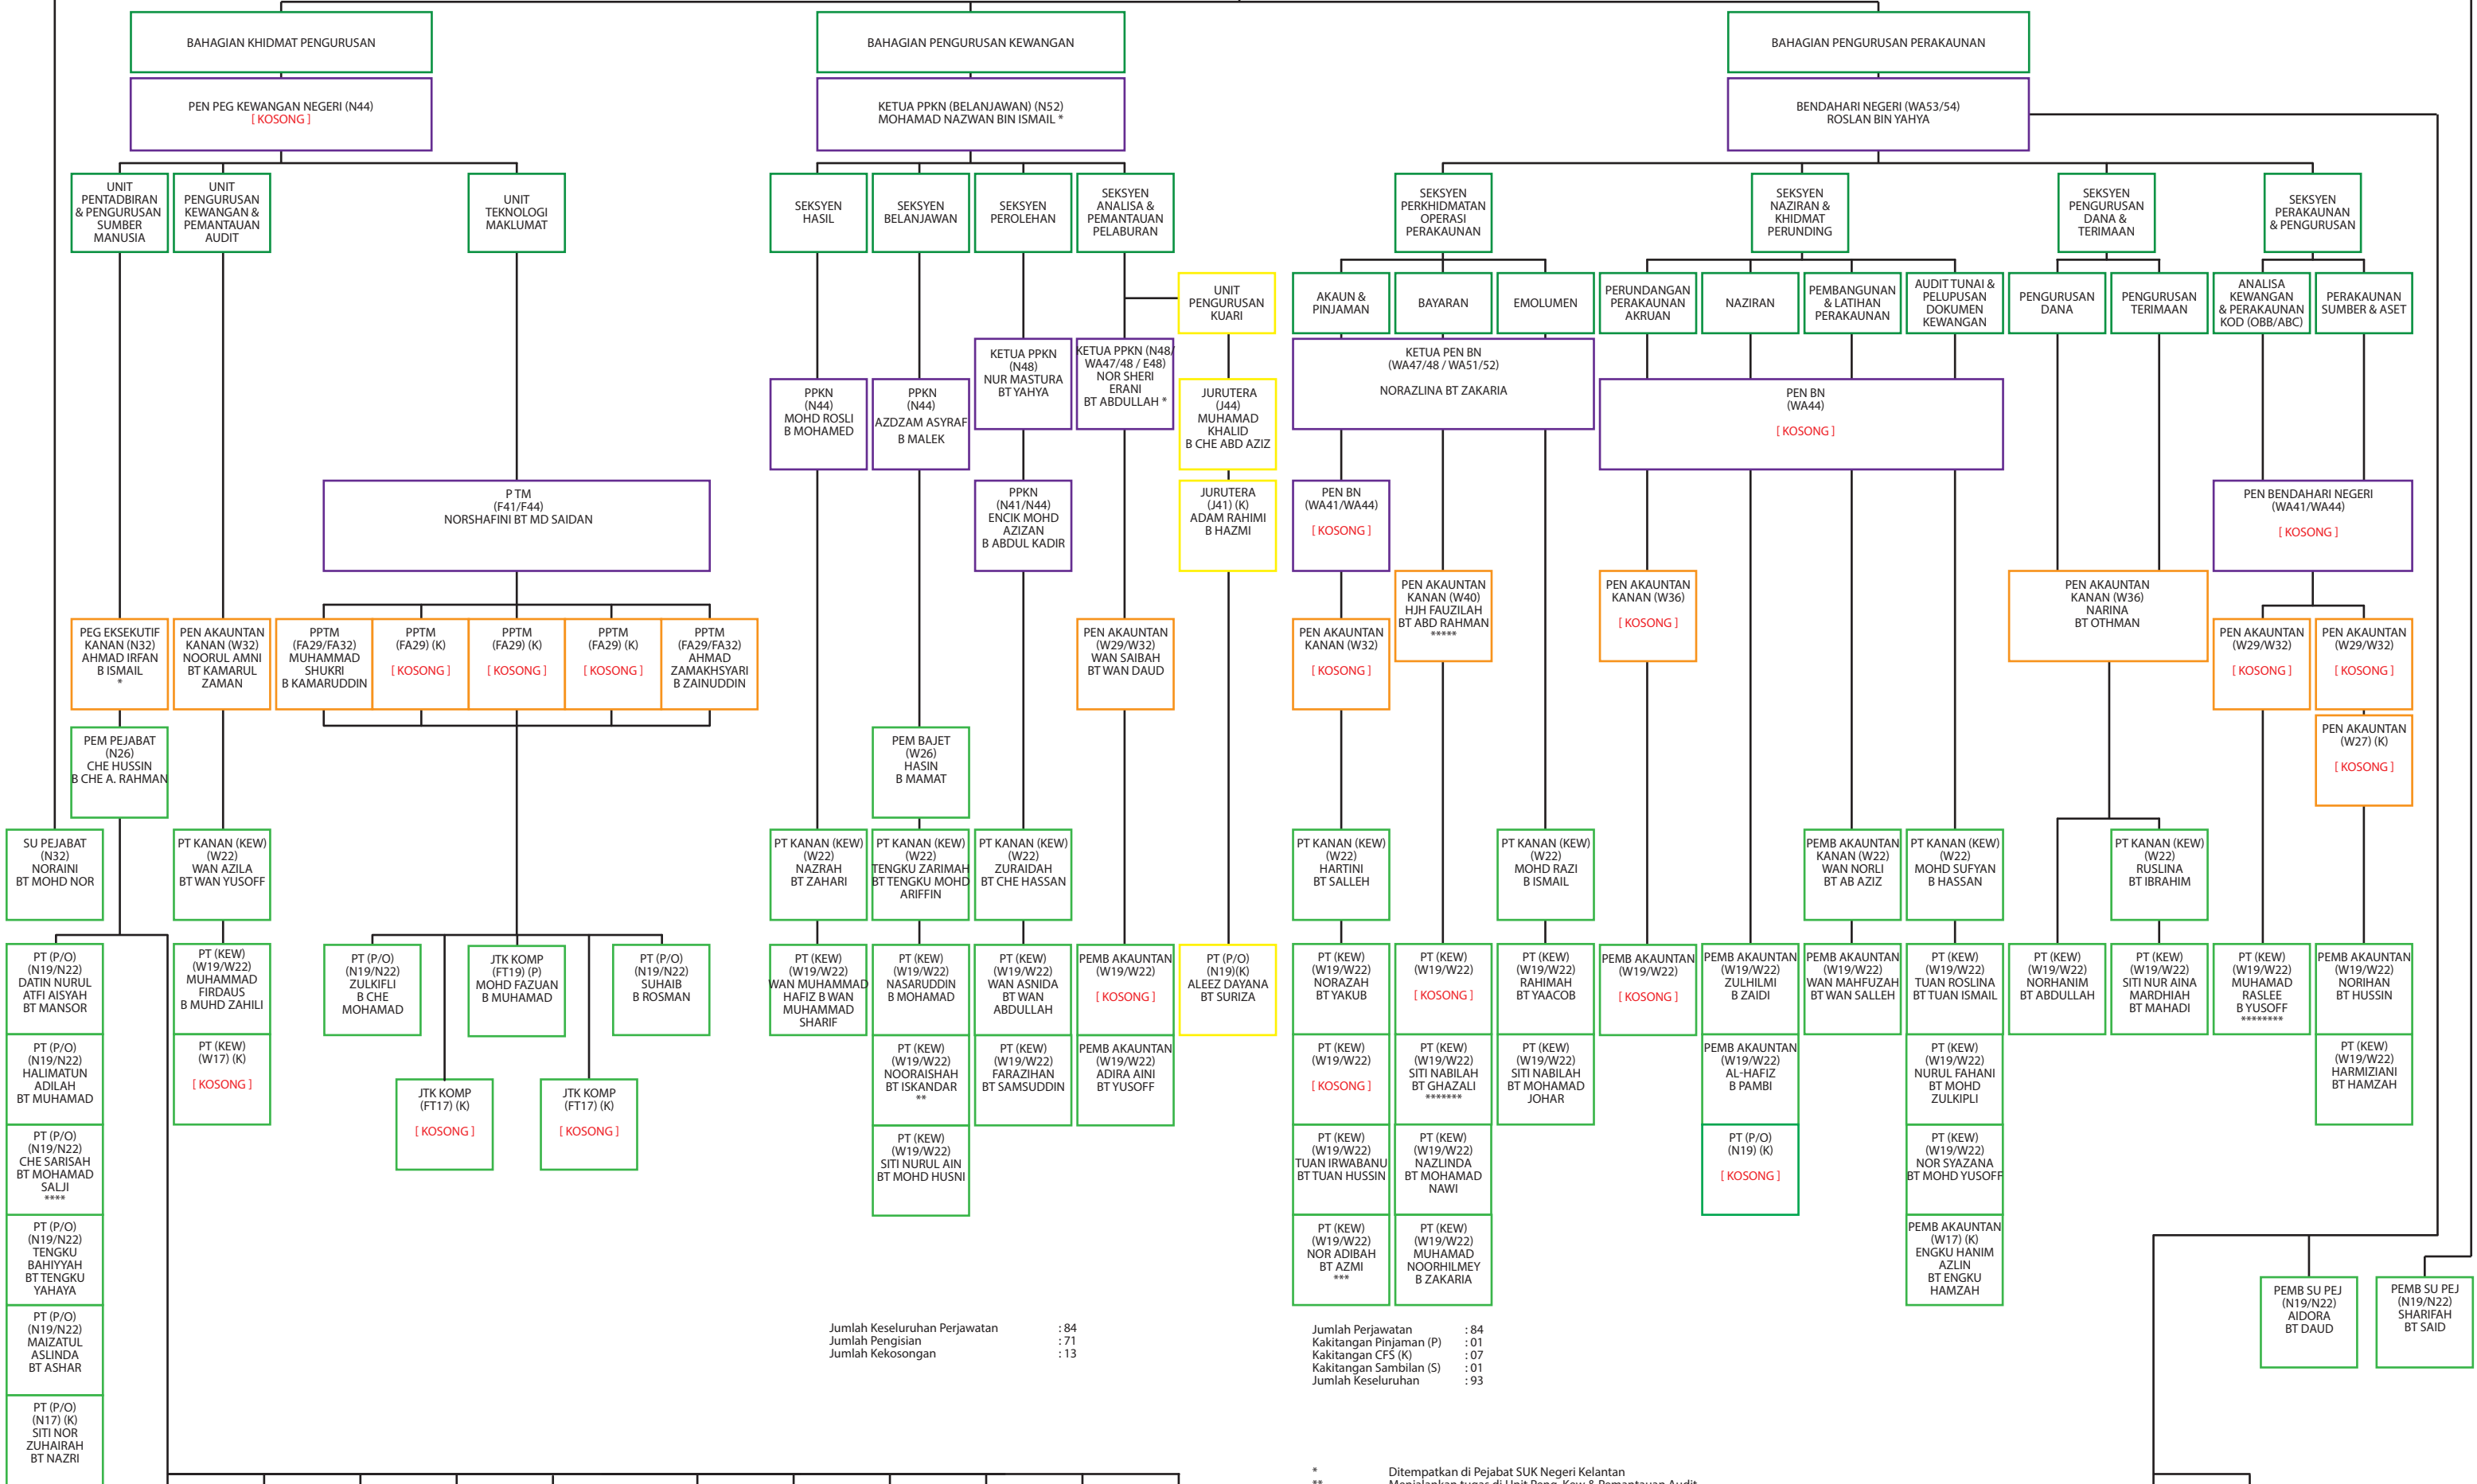 BAHAGIAN KHIDMAT PENGURUSAN
BAHAGIAN PENGURUSAN KEWANGAN
BAHAGIAN PENGURUSAN PERAKAUNAN
PEN PEG KEWANGAN NEGERI (N44)
[ KOSONG ]
KETUA PPKN (BELANJAWAN) (N52)
MOHAMAD NAZWAN BIN ISMAIL *
BENDAHARI NEGERI (WA53/54)
ROSLAN BIN YAHYA
UNIT
PENTADBIRAN
& PENGURUSAN
SUMBER
MANUSIA
UNIT
PENGURUSAN
KEWANGAN &
PEMANTAUAN
AUDIT
UNIT
TEKNOLOGI
MAKLUMAT
SEKSYEN
HASIL
SEKSYEN
BELANJAWAN
SEKSYEN
PEROLEHAN
SEKSYEN
ANALISA &
PEMANTAUAN
PELABURAN
SEKSYEN
PERKHIDMATAN
OPERASI
PERAKAUNAN
SEKSYEN
NAZIRAN &
KHIDMAT
PERUNDING
SEKSYEN
PENGURUSAN
DANA &
TERIMAAN
SEKSYEN
PERAKAUNAN
& PENGURUSAN
UNIT
PENGURUSAN
KUARI
AKAUN &
PINJAMAN
BAYARAN
EMOLUMEN
PERUNDANGAN
PERAKAUNAN
AKRUAN
NAZIRAN
PEMBANGUNAN
& LATIHAN
PERAKAUNAN
AUDIT TUNAI &
PELUPUSAN
DOKUMEN
KEWANGAN
PENGURUSAN
DANA
PENGURUSAN
TERIMAAN
ANALISA
KEWANGAN
& PERAKAUNAN
KOD (OBB/ABC)
PERAKAUNAN
SUMBER & ASET
PPKN
(N44)
MOHD ROSLI
B MOHAMED
PPKN
(N44)
AZDZAM ASYRAF
B MALEK
KETUA PPKN
(N48)
NUR MASTURA
BT YAHYA
KETUA PPKN (N48/
WA47/48 / E48)
NOR SHERI
ERANI
BT ABDULLAH *
JURUTERA
(J44)
MUHAMAD
KHALID
B CHE ABD AZIZ
KETUA PEN BN
(WA47/48 / WA51/52)
NORAZLINA BT ZAKARIA
PEN BN
(WA44)
[ KOSONG ]
P TM
(F41/F44)
NORSHAFINI BT MD SAIDAN
PPKN
(N41/N44)
ENCIK MOHD
AZIZAN
B ABDUL KADIR
JURUTERA
(J41) (K)
ADAM RAHIMI
B HAZMI
PEN BN
(WA41/WA44)
[ KOSONG ]
PEN BENDAHARI NEGERI
(WA41/WA44)
[ KOSONG ]
PEG EKSEKUTIF
KANAN (N32)
AHMAD IRFAN
B ISMAIL
*
PEN AKAUNTAN
KANAN (W32)
NOORUL AMNI
BT KAMARUL
ZAMAN
PPTM
(FA29/FA32)
MUHAMMAD
SHUKRI
B KAMARUDDIN
PPTM
(FA29) (K)
[ KOSONG ]
PPTM
(FA29) (K)
[ KOSONG ]
PPTM
(FA29) (K)
[ KOSONG ]
PPTM
(FA29/FA32)
AHMAD
ZAMAKHSYARI
B ZAINUDDIN
PEN AKAUNTAN
(W29/W32)
WAN SAIBAH
BT WAN DAUD
PEN AKAUNTAN
KANAN (W32)
[ KOSONG ]
PEN AKAUNTAN
KANAN (W40)
HJH FAUZILAH
BT ABD RAHMAN
*****
PEN AKAUNTAN
KANAN (W36)
[ KOSONG ]
PEN AKAUNTAN
KANAN (W36)
NARINA
BT OTHMAN
PEN AKAUNTAN
(W29/W32)
[ KOSONG ]
PEN AKAUNTAN
(W29/W32)
[ KOSONG ]
PEN AKAUNTAN
(W27) (K)
[ KOSONG ]
PEM PEJABAT
(N26)
CHE HUSSIN
B CHE A. RAHMAN
PEM BAJET
(W26)
HASIN
B MAMAT
SU PEJABAT
(N32)
NORAINI
BT MOHD NOR
PT KANAN (KEW)
(W22)
WAN AZILA
BT WAN YUSOFF
PT KANAN (KEW)
(W22)
NAZRAH
BT ZAHARI
PT KANAN (KEW)
(W22)
TENGKU ZARIMAH
BT TENGKU MOHD
ARIFFIN
PT KANAN (KEW)
(W22)
ZURAIDAH
BT CHE HASSAN
PT KANAN (KEW)
(W22)
HARTINI
BT SALLEH
PT KANAN (KEW)
(W22)
MOHD RAZI
B ISMAIL
PEMB AKAUNTAN
KANAN (W22)
WAN NORLI
BT AB AZIZ
PT KANAN (KEW)
(W22)
MOHD SUFYAN
B HASSAN
PT KANAN (KEW)
(W22)
RUSLINA
BT IBRAHIM
PT (P/O)
(N19/N22)
DATIN NURUL
ATFI AISYAH
BT MANSOR
PT (KEW)
(W19/W22)
MUHAMMAD
FIRDAUS
B MUHD ZAHILI
PT (P/O)
(N19/N22)
ZULKIFLI
B CHE
MOHAMAD
JTK KOMP
(FT19) (P)
MOHD FAZUAN
B MUHAMAD
PT (P/O)
(N19/N22)
SUHAIB
B ROSMAN
PT (KEW)
(W19/W22)
WAN MUHAMMAD
HAFIZ B WAN
MUHAMMAD
SHARIF
PT (KEW)
(W19/W22)
NASARUDDIN
B MOHAMAD
PT (KEW)
(W19/W22)
WAN ASNIDA
BT WAN
ABDULLAH
PEMB AKAUNTAN
(W19/W22)
[ KOSONG ]
PT (P/O)
(N19)(K)
ALEEZ DAYANA
BT SURIZA
PT (KEW)
(W19/W22)
NORAZAH
BT YAKUB
PT (KEW)
(W19/W22)
[ KOSONG ]
PT (KEW)
(W19/W22)
RAHIMAH
BT YAACOB
PEMB AKAUNTAN
(W19/W22)
[ KOSONG ]
PEMB AKAUNTAN
(W19/W22)
ZULHILMI
B ZAIDI
PEMB AKAUNTAN
(W19/W22)
WAN MAHFUZAH
BT WAN SALLEH
PT (KEW)
(W19/W22)
TUAN ROSLINA
BT TUAN ISMAIL
PT (KEW)
(W19/W22)
NORHANIM
BT ABDULLAH
PT (KEW)
(W19/W22)
SITI NUR AINA
MARDHIAH
BT MAHADI
PT (KEW)
(W19/W22)
MUHAMAD
RASLEE
B YUSOFF
********
PEMB AKAUNTAN
(W19/W22)
NORIHAN
BT HUSSIN
PT (P/O)
(N19/N22)
HALIMATUN
ADILAH
BT MUHAMAD
PT (KEW)
(W17) (K)
[ KOSONG ]
JTK KOMP
(FT17) (K)
[ KOSONG ]
JTK KOMP
(FT17) (K)
[ KOSONG ]
PT (KEW)
(W19/W22)
NOORAISHAH
BT ISKANDAR
**
PT (KEW)
(W19/W22)
FARAZIHAN
BT SAMSUDDIN
PEMB AKAUNTAN
(W19/W22)
ADIRA AINI
BT YUSOFF
PT (KEW)
(W19/W22)
[ KOSONG ]
PT (KEW)
(W19/W22)
SITI NABILAH
BT GHAZALI
*******
PT (KEW)
(W19/W22)
SITI NABILAH
BT MOHAMAD
JOHAR
PEMB AKAUNTAN
(W19/W22)
AL-HAFIZ
B PAMBI
PT (KEW)
(W19/W22)
NURUL FAHANI
BT MOHD
ZULKIPLI
PT (KEW)
(W19/W22)
HARMIZIANI
BT HAMZAH
PT (P/O)
(N19/N22)
CHE SARISAH
BT MOHAMAD
SALJI
****
PT (KEW)
(W19/W22)
SITI NURUL AIN
BT MOHD HUSNI
PT (KEW)
(W19/W22)
TUAN IRWABANU
BT TUAN HUSSIN
PT (KEW)
(W19/W22)
NAZLINDA
BT MOHAMAD
NAWI
PT (P/O)
(N19) (K)
[ KOSONG ]
PT (KEW)
(W19/W22)
NOR SYAZANA
BT MOHD YUSOFF
PT (P/O)
(N19/N22)
TENGKU
BAHIYYAH
BT TENGKU
YAHAYA
PT (KEW)
(W19/W22)
NOR ADIBAH
BT AZMI
***
PT (KEW)
(W19/W22)
MUHAMAD
NOORHILMEY
B ZAKARIA
PEMB AKAUNTAN
(W17) (K)
ENGKU HANIM
AZLIN
BT ENGKU
HAMZAH
PEMB SU PEJ
(N19/N22)
AIDORA
BT DAUD
PEMB SU PEJ
(N19/N22)
SHARIFAH
BT SAID
PT (P/O)
(N19/N22)
MAIZATUL
ASLINDA
BT ASHAR
Jumlah Keseluruhan Perjawatan : 84
Jumlah Pengisian : 71
Jumlah Kekosongan : 13
Jumlah Perjawatan : 84
Kakitangan Pinjaman (P) : 01
Kakitangan CFS (K) : 07
Kakitangan Sambilan (S) : 01
Jumlah Keseluruhan : 93
PT (P/O)
(N17) (K)
SITI NOR
ZUHAIRAH
BT NAZRI
* Ditempatkan di Pejabat SUK Negeri Kelantan
** Menjalankan tugas di Unit Peng. Kew & Pemantauan Audit